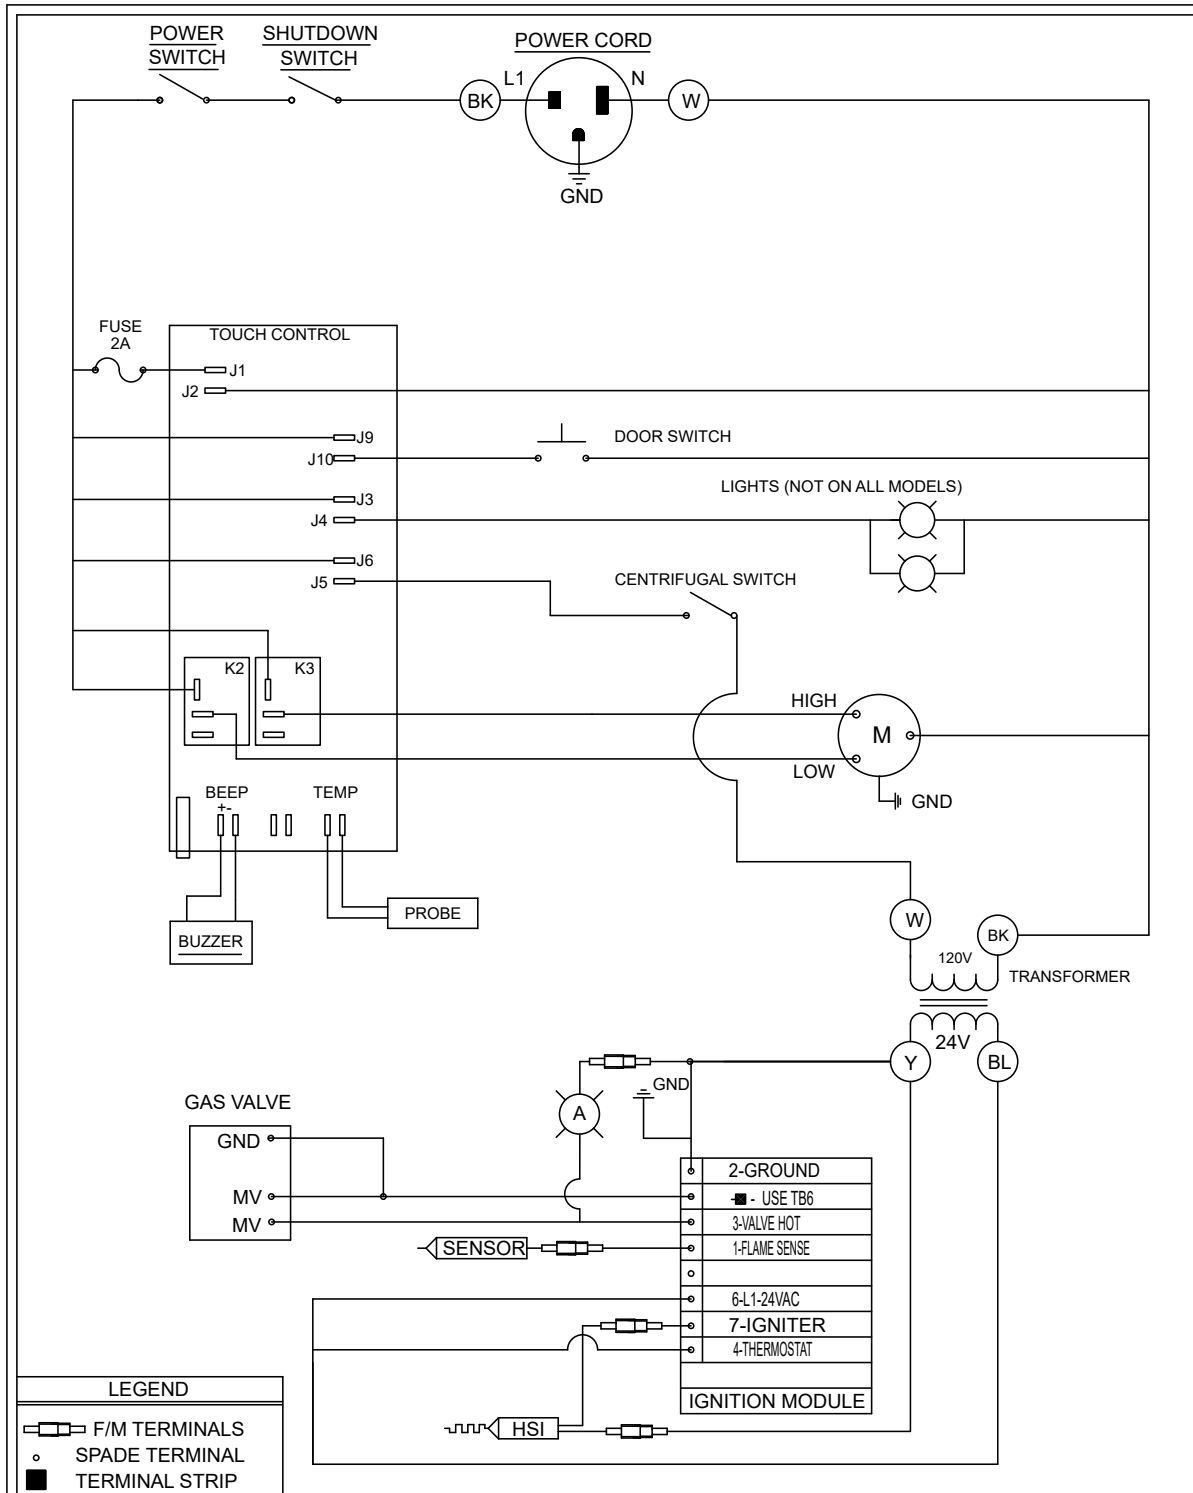 POWER
SWITCH
SHUTDOWN
SWITCH
POWER CORD
L1
N
BK
W
GND
FUSE
2A
TOUCH CONTROL
J1
J2
J9
J10
DOOR SWITCH
LIGHTS (NOT ON ALL MODELS)
J3
J4
J6
J5
CENTRIFUGAL SWITCH
K2
K3
HIGH
M
LOW
GND
BEEP
+-
TEMP
PROBE
BUZZER
W
BK
120V
TRANSFORMER
24V
Y
BL
GND
A
GAS VALVE
GND
MV
MV
2-GROUND
- USE TB6
3-VALVE HOT
SENSOR
1-FLAME SENSE
6-L1-24VAC
7-IGNITER
4-THERMOSTAT
IGNITION MODULE
HSI
LEGEND
F/M TERMINALS
SPADE TERMINAL
TERMINAL STRIP